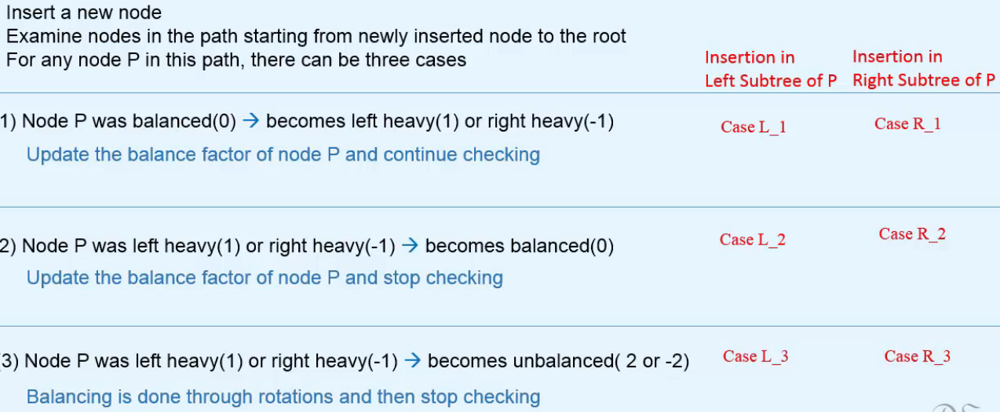 Insert a new node
Examine nodes in the path starting from newly inserted node to the root
For any node P in this path, there can be three cases
Insertion in
Left Subtree of P
Insertion in
Right Subtree of P
1) Node P was balanced(0) → becomes left heavy(1) or right heavy(-1)
Case L_1
Case R_1
Update the balance factor of node P and continue checking
2) Node P was left heavy(1) or right heavy(-1) → becomes balanced(0)
Case L_2
Case R_2
Update the balance factor of node P and stop checking
(3) Node P was left heavy(1) or right heavy(-1) → becomes unbalanced( 2 or -2)
Case L_3
Case R_3
Balancing is done through rotations and then stop checking